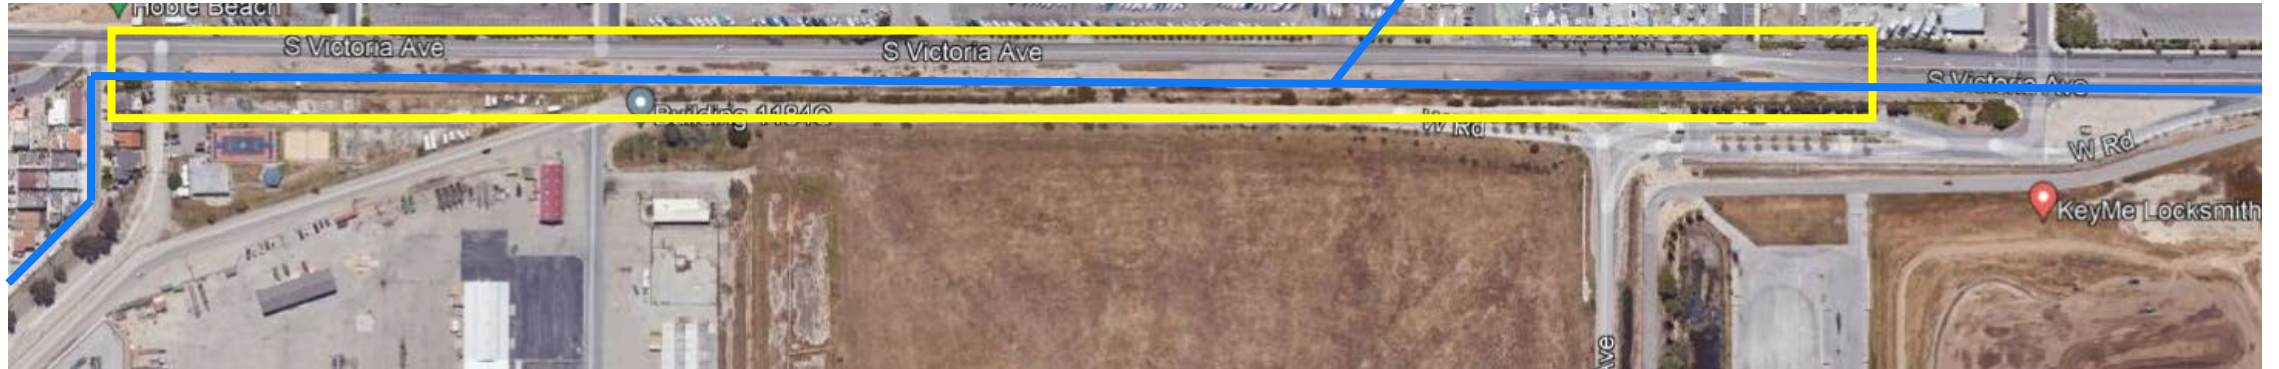 Hobie Beach
S Victoria Ave
S Victoria Ave
S Victoria Ave
Building 1184C
W Rd
W Rd
KeyMe Locksmith
Ave